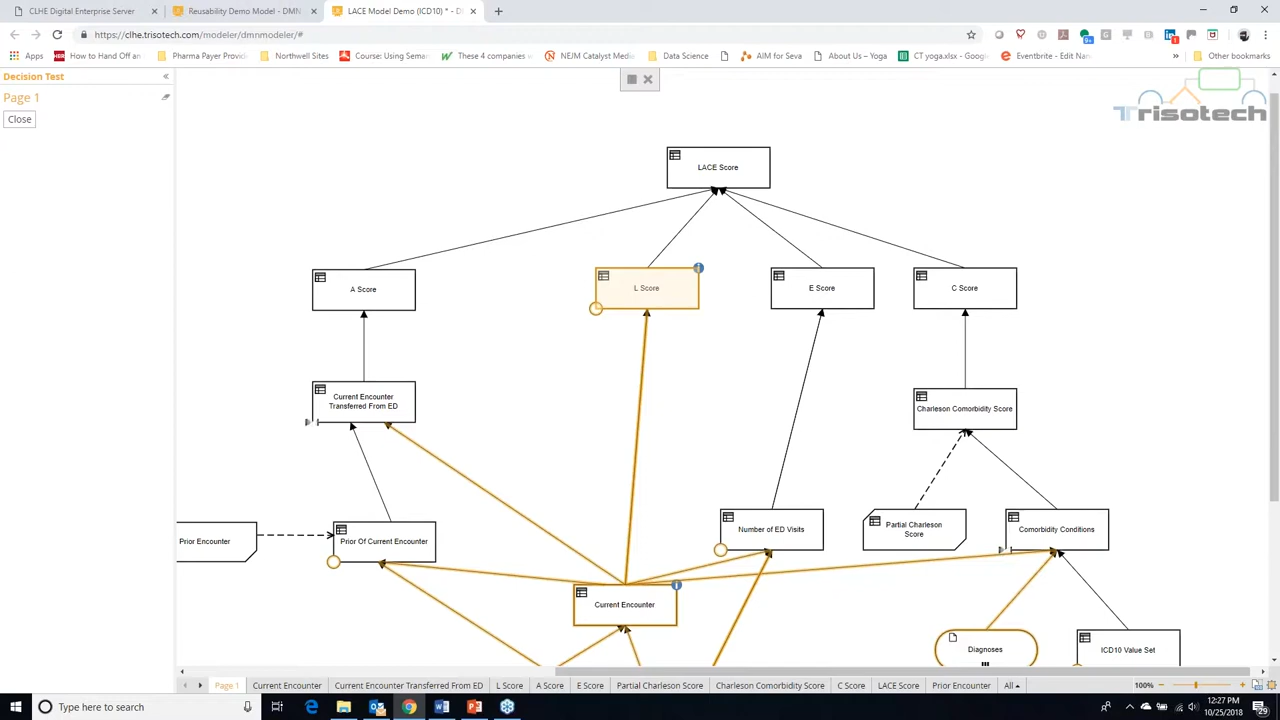 CLHE Digital Enterprise Server
Reusability Demo Model - DMN
LACE Model Demo (ICD10) * - D
https://clhe.trisotech.com/modeler/dmnmodeler/#
Apps
How to Hand Off an
Pharma Payer Provid
Northwell Sites
Course: Using Seman
These 4 companies
NEJM Catalyst Media
Data Science
AIM for Seva
About Us – Yoga
CT yoga.xlsx - Google
Eventbrite - Edit Nam
Other bookmarks
Decision Test
Page 1
Close
Trisotech
LACE Score
A Score
L Score
E Score
C Score
Current Encounter
Transferred From ED
Charleson Comorbidity Score
Prior Encounter
Prior Of Current Encounter
Number of ED Visits
Partial Charleson
Score
Comorbidity Conditions
Current Encounter
Diagnoses
ICD10 Value Set
Page 1
Current Encounter
Current Encounter Transferred From ED
L Score
A Score
E Score
Partial Charleson Score
Charleson Comorbidity Score
C Score
LACE Score
Prior Encounter
All
100%
Type here to search
12:27 PM
10/25/2018
29